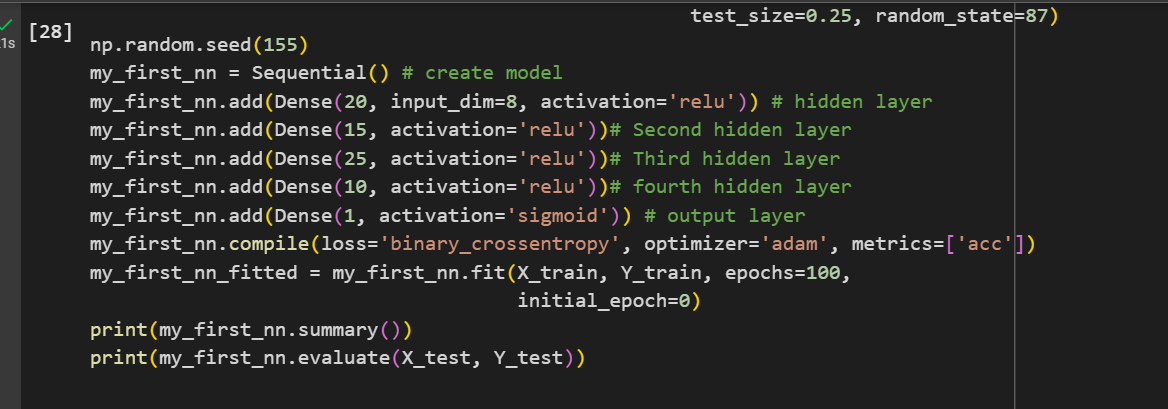 test_size=0.25, random_state=87)
[28]
1s
np.random.seed(155)
my_first_nn = Sequential() # create model
my_first_nn.add(Dense(20, input_dim=8, activation='relu')) # hidden layer
my_first_nn.add(Dense(15, activation='relu'))# Second hidden layer
my_first_nn.add(Dense(25, activation='relu'))# Third hidden layer
my_first_nn.add(Dense(10, activation='relu'))# fourth hidden layer
my_first_nn.add(Dense(1, activation='sigmoid')) # output layer
my_first_nn.compile(loss='binary_crossentropy', optimizer='adam', metrics=['acc'])
my_first_nn_fitted = my_first_nn.fit(X_train, Y_train, epochs=100,
initial_epoch=0)
print(my_first_nn.summary())
print(my_first_nn.evaluate(X_test, Y_test))